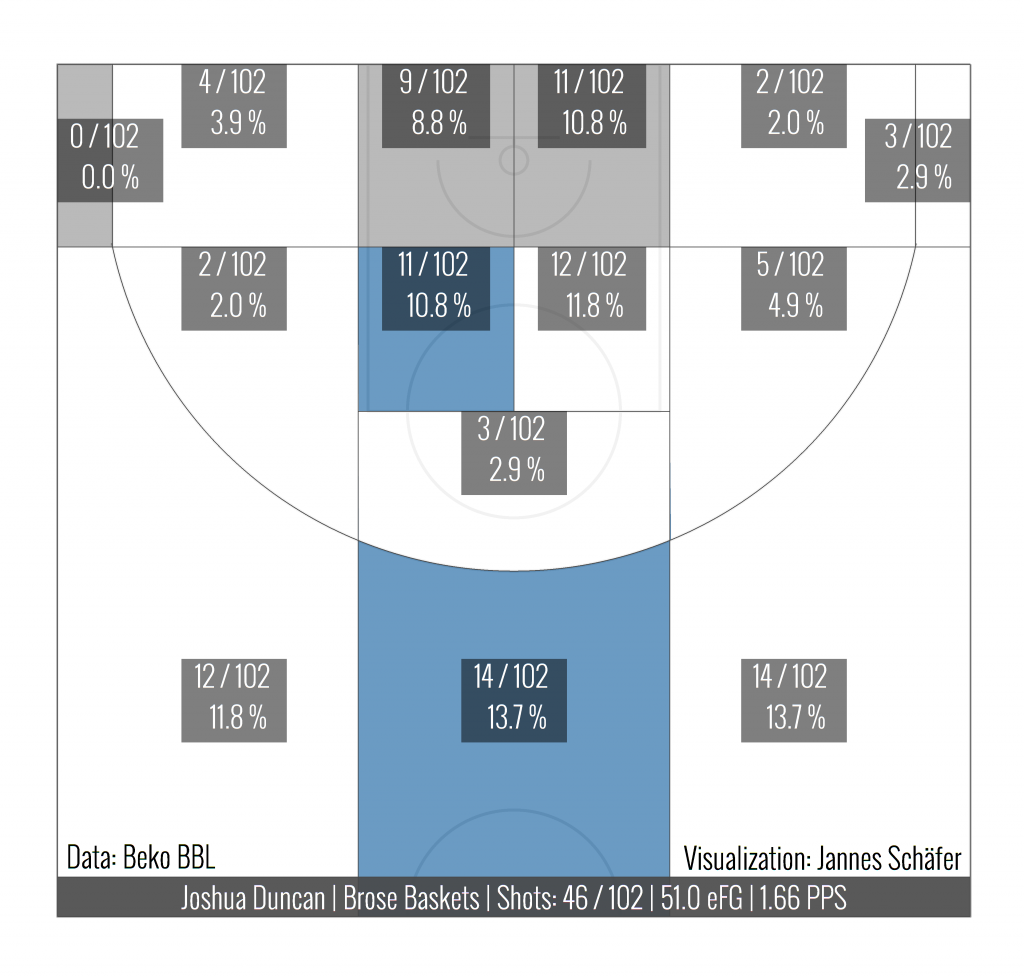 4 / 102
3.9 %
9 / 102
8.8 %
11 / 102
10.8 %
2 / 102
2.0 %
0 / 102
0.0 %
3 / 102
2.9 %
2 / 102
2.0 %
11 / 102
10.8 %
12 / 102
11.8 %
5 / 102
4.9 %
3 / 102
2.9 %
12 / 102
11.8 %
14 / 102
13.7 %
14 / 102
13.7 %
Data: Beko BBL
Visualization: Jannes Schäfer
Joshua Duncan | Brose Baskets | Shots: 46 / 102 | 51.0 eFG | 1.66 PPS